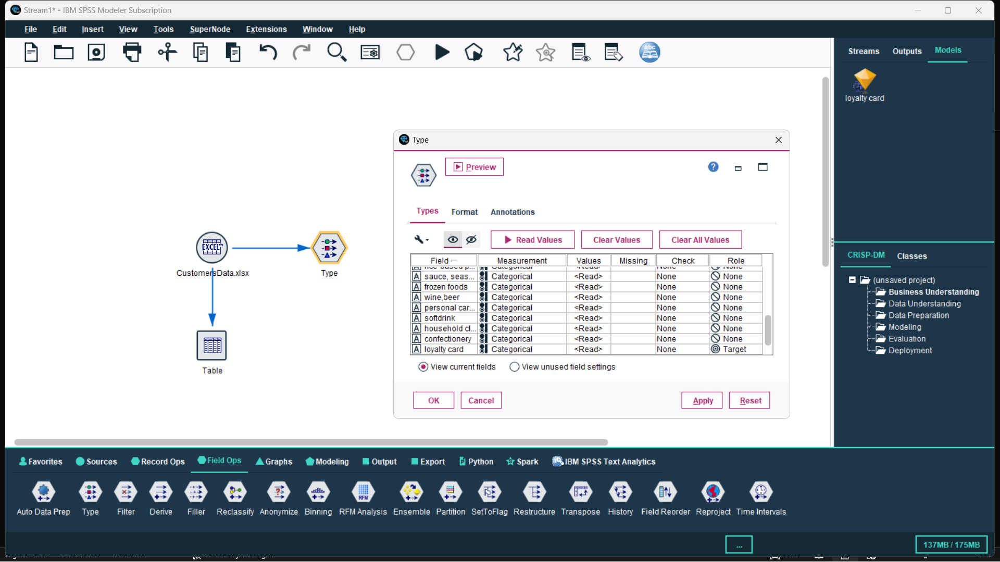 Stream1* - IBM SPSS Modeler Subscription
File Edit Insert View Tools SuperNode Extensions Window Help
abc
Streams Outputs Models
loyalty card
Type
Preview
?
Types Format Annotations
Read Values Clear Values Clear All Values
Field Measurement Values Missing Check Role
A sauce, seas... Categorical <Read> None None
A frozen foods Categorical <Read> None None
A wine,beer Categorical <Read> None None
A personal car... Categorical <Read> None None
A softdrink Categorical <Read> None None
A household cl... Categorical <Read> None None
A confectionery Categorical <Read> None None
A loyalty card Categorical <Read> None Target
View current fields View unused field settings
OK Cancel Apply Reset
EXCEL
CustomersData.xlsx
Type
Table
CRISP-DM Classes
(unsaved project)
Business Understanding
Data Understanding
Data Preparation
Modeling
Evaluation
Deployment
Favorites Sources Record Ops Field Ops Graphs Modeling Output Export Python Spark IBM SPSS Text Analytics
RFM
Auto Data Prep Type Filter Derive Filler Reclassify Anonymize Binning RFM Analysis Ensemble Partition SetToFlag Restructure Transpose History Field Reorder Reproject Time Intervals
... 137MB / 175MB